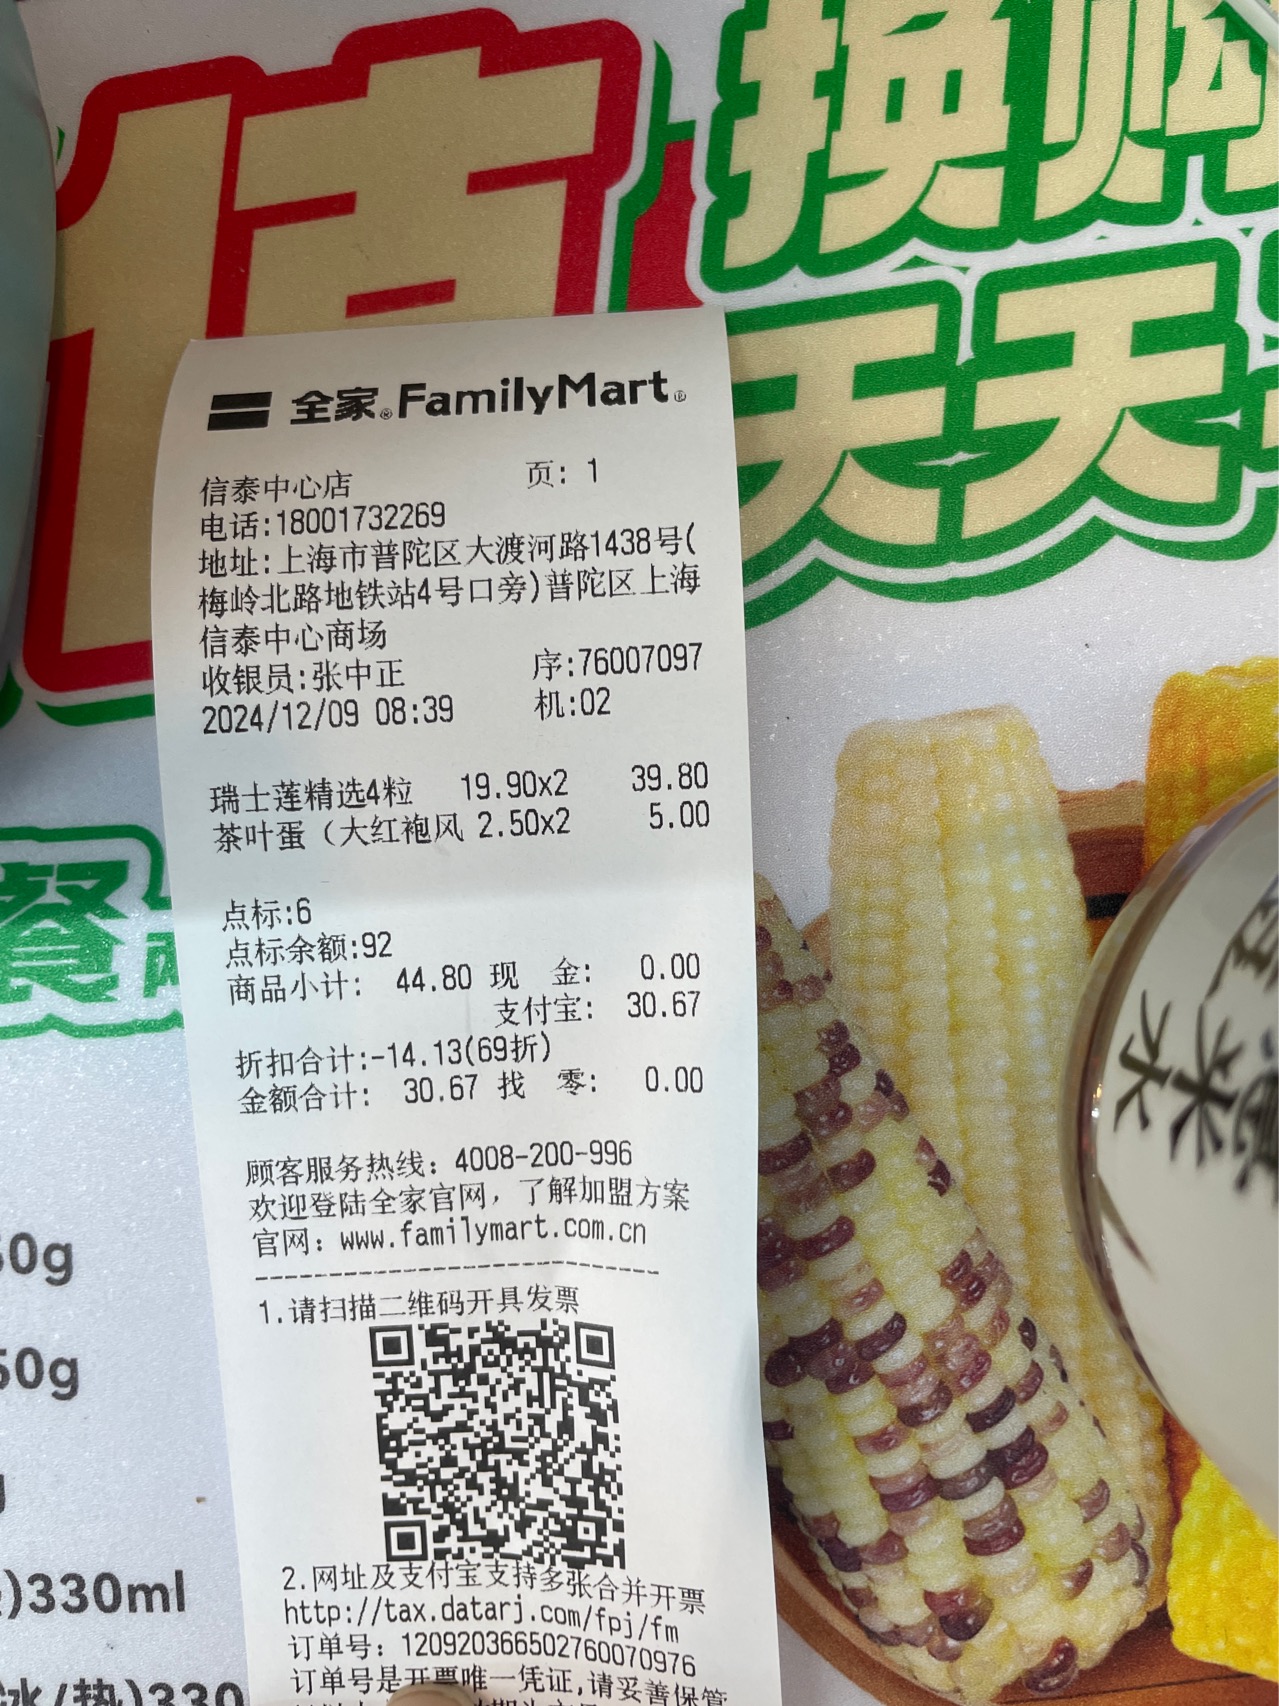 值
换购
天天
全家®FamilyMart®
信泰中心店 页: 1
电话:18001732269
地址:上海市普陀区大渡河路1438号(
梅岭北路地铁站4号口旁)普陀区上海
信泰中心商场
收银员:张中正 序:76007097
2024/12/09 08:39 机:02
瑞士莲精选4粒 19.90x2 39.80
茶叶蛋（大红袍风 2.50x2 5.00
点标:6
点标余额:92
商品小计: 44.80 现 金: 0.00
支付宝: 30.67
折扣合计:-14.13(69折)
金额合计: 30.67 找 零: 0.00
顾客服务热线: 4008-200-996
欢迎登陆全家官网，了解加盟方案
官网: www.familymart.com.cn
1.请扫描二维码开具发票
2.网址及支付宝支持多张合并开票
http://tax.datarj.com/fpj/fm
订单号: 120920366502760070976
订单号是开票唯一凭证,请妥善保管
餐
50g
50g
)330ml
冰/热)330
水
米